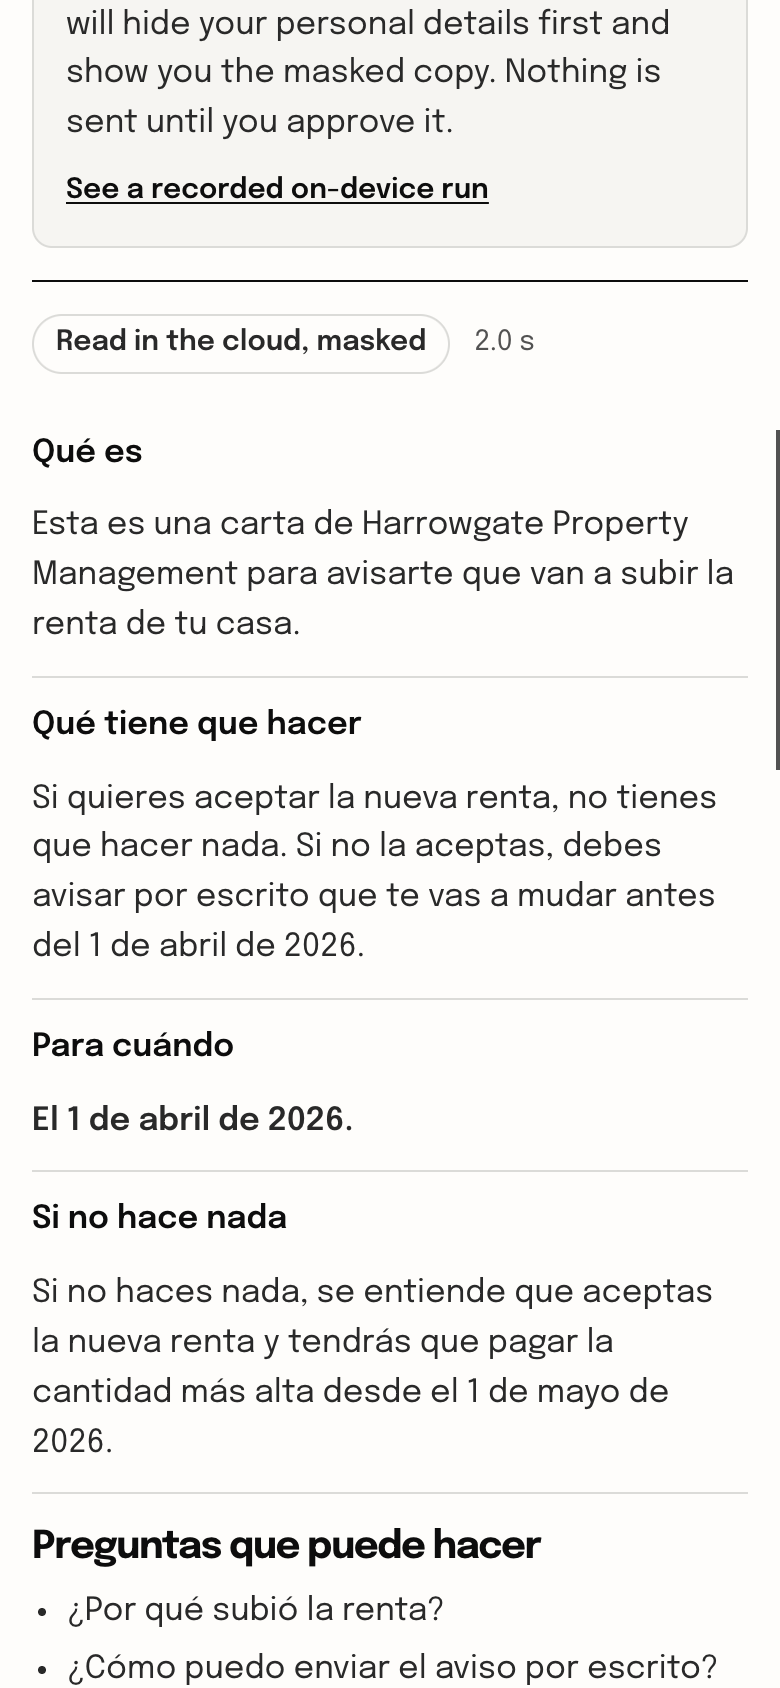 will hide your personal details first and
show you the masked copy. Nothing is
sent until you approve it.
See a recorded on-device run
Read in the cloud, masked 2.0 s
Qué es
Esta es una carta de Harrowgate Property
Management para avisarte que van a subir la
renta de tu casa.
Qué tiene que hacer
Si quieres aceptar la nueva renta, no tienes
que hacer nada. Si no la aceptas, debes
avisar por escrito que te vas a mudar antes
del 1 de abril de 2026.
Para cuándo
El 1 de abril de 2026.
Si no hace nada
Si no haces nada, se entiende que aceptas
la nueva renta y tendrás que pagar la
cantidad más alta desde el 1 de mayo de
2026.
Preguntas que puede hacer
• ¿Por qué subió la renta?
• ¿Cómo puedo enviar el aviso por escrito?